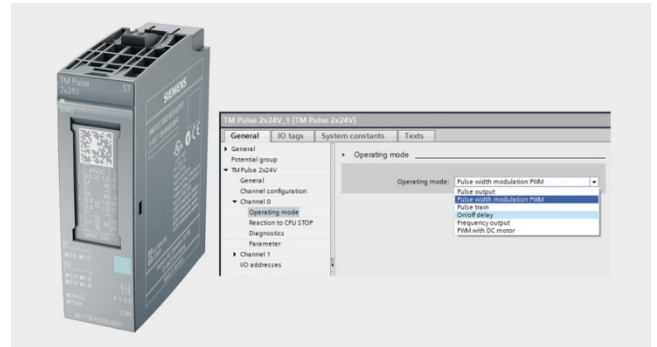 TM Pulse
2x24V
ST
SIEMENS
TM Pulse 2x24V_1 [TM Pulse 2x24V]
General
IO tags
System constants
Texts
General
Potential group
TM Pulse 2x24V
General
Channel configuration
Channel 0
Operating mode
Reaction to CPU STOP
Diagnostics
Parameter
Channel 1
I/O addresses
Operating mode
Operating mode:
Pulse width modulation PWM
Pulse output
Pulse width modulation PWM
Pulse train
On/off delay
Frequency output
PWM with DC motor